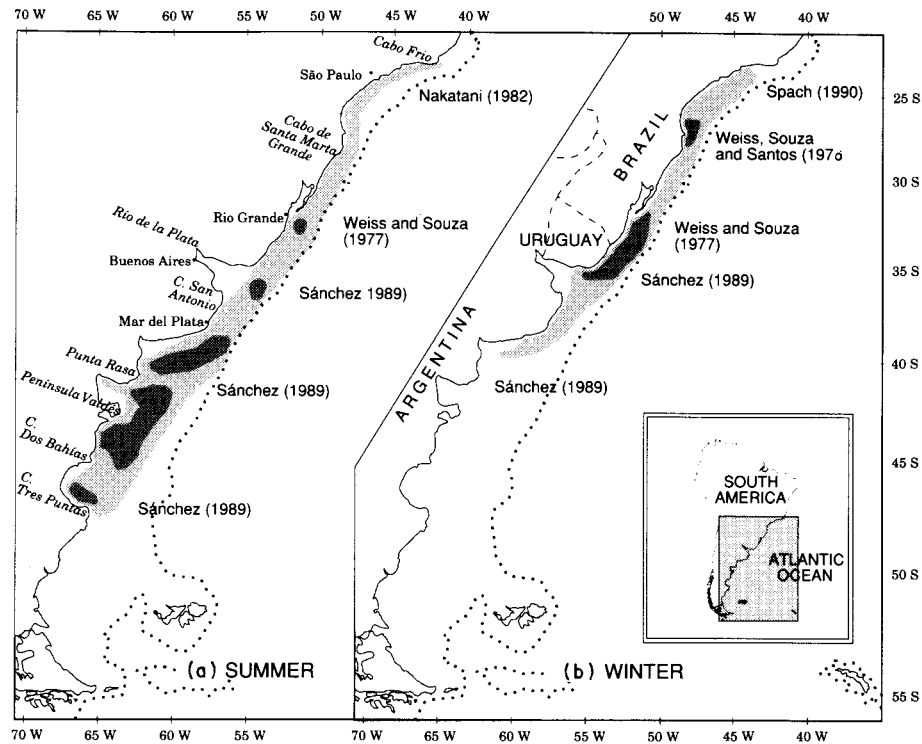 70 W 65 W 60 W 55 W 50 W 45 W 40 W 50 W 45 W 40 W
Cabo Frio
São Paulo
Nakatani (1982)
Cabo de
Santa Marta
Grande
Rio Grande
Weiss and Souza
(1977)
Río de la Plata
Buenos Aires
C. San
Antonio
Sánchez 1989)
Mar del Plata
Punta Rasa
Península Valdés
Sánchez (1989)
C.
Dos Bahías
C.
Tres Puntas
Sánchez (1989)
(a) SUMMER
BRAZIL
Spach (1990)
Weiss, Souza
and Santos (1976
Weiss and Souza
(1977)
URUGUAY
Sánchez (1989)
ARGENTINA
Sánchez (1989)
SOUTH
AMERICA
ATLANTIC
OCEAN
(b) WINTER
25 S
30 S
35 S
40 S
45 S
50 S
55 S
70 W 65 W 60 W 55 W 70 W 65 W 60 W 55 W 50 W 45 W 40 W